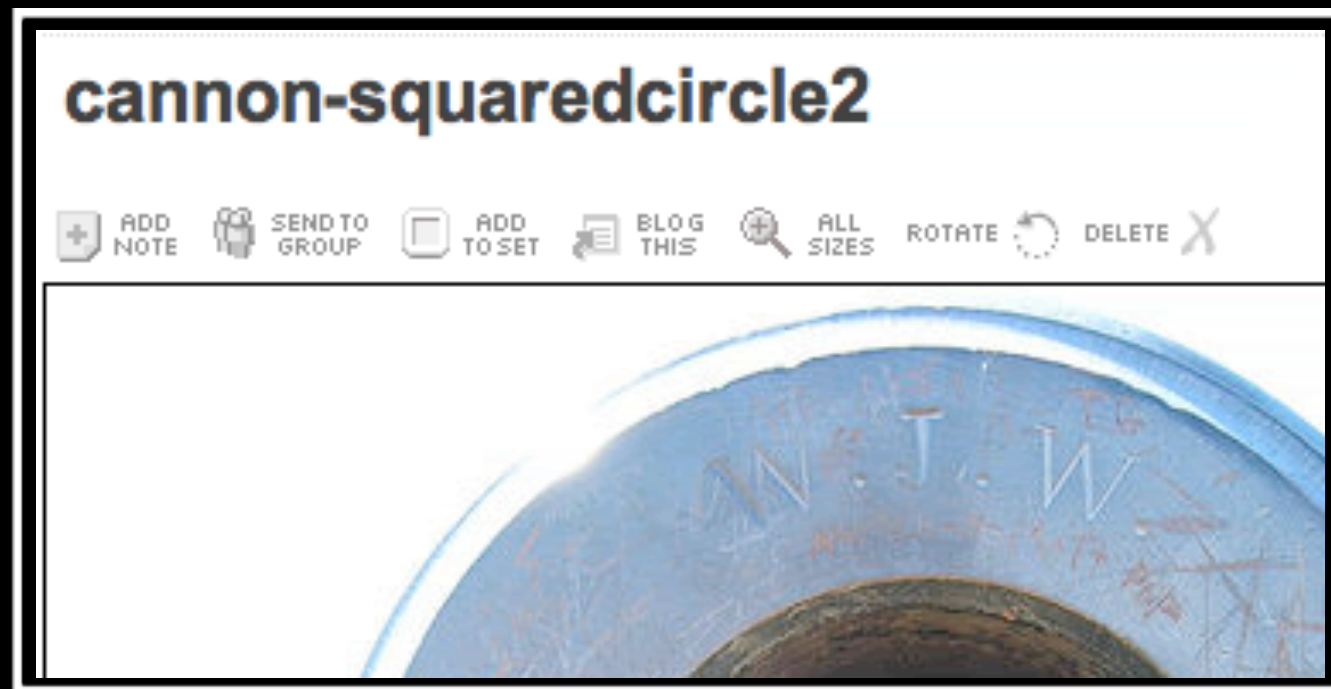 cannon-squaredcircle2
ADD NOTE SEND TO GROUP ADD TO SET BLOG THIS ALL SIZES ROTATE DELETE
W. J. W